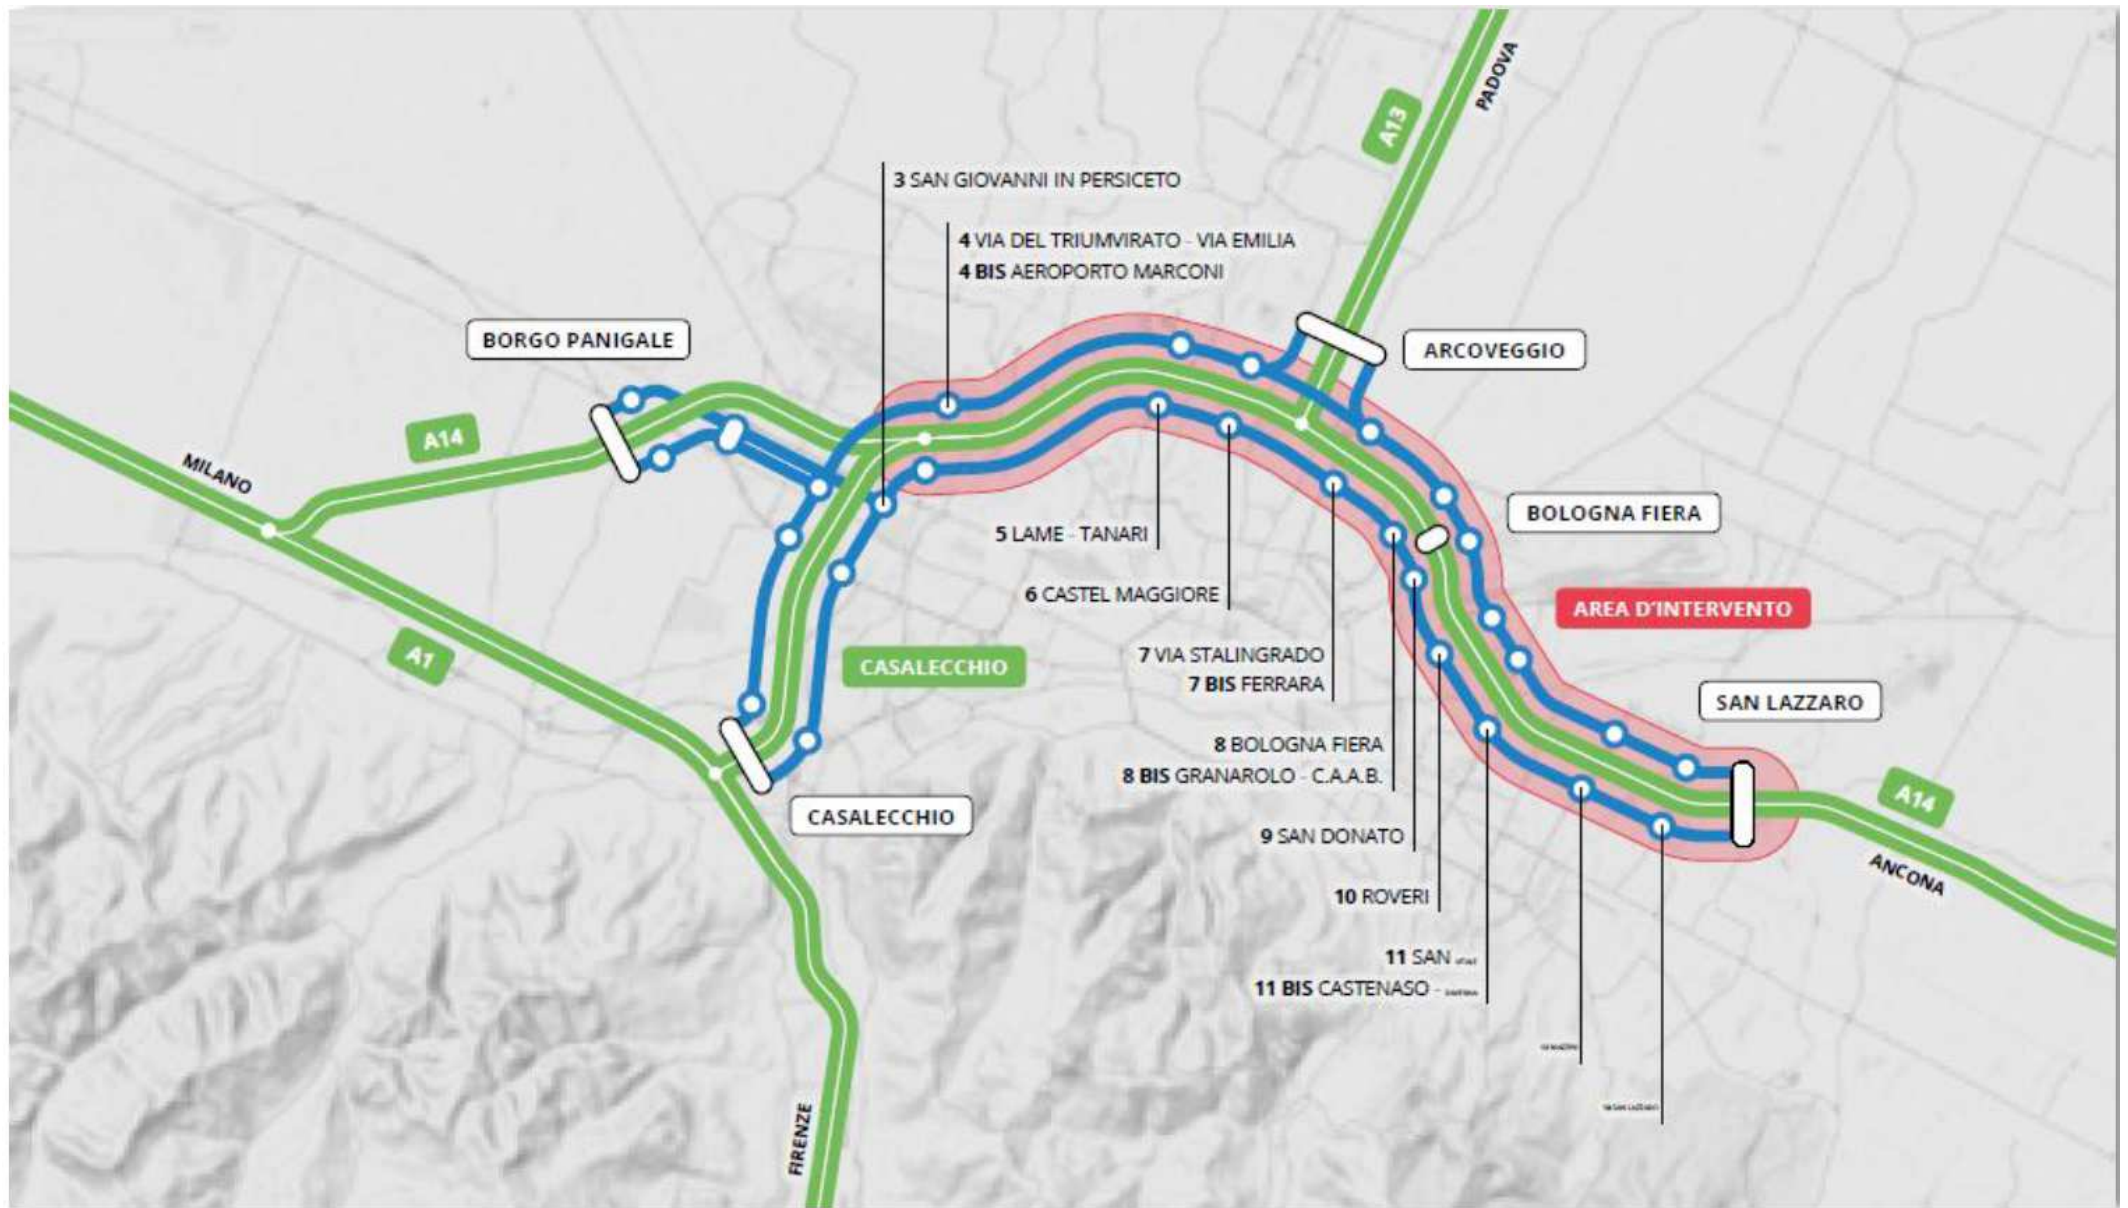 PADOVA
A13
3 SAN GIOVANNI IN PERSICETO
4 VIA DEL TRIUMVIRATO - VIA EMILIA
4 BIS AEROPORTO MARCONI
BORGO PANIGALE
ARCOVEGGIO
A14
MILANO
BOLOGNA FIERA
5 LAME - TANARI
6 CASTEL MAGGIORE
AREA D'INTERVENTO
A1
CASALECCHIO
7 VIA STALINGRADO
7 BIS FERRARA
SAN LAZZARO
8 BOLOGNA FIERA
8 BIS GRANAROLO - C.A.A.B.
A14
CASALECCHIO
9 SAN DONATO
ANCONA
10 ROVERI
11 SAN
11 BIS CASTENASO -
FIRENZE